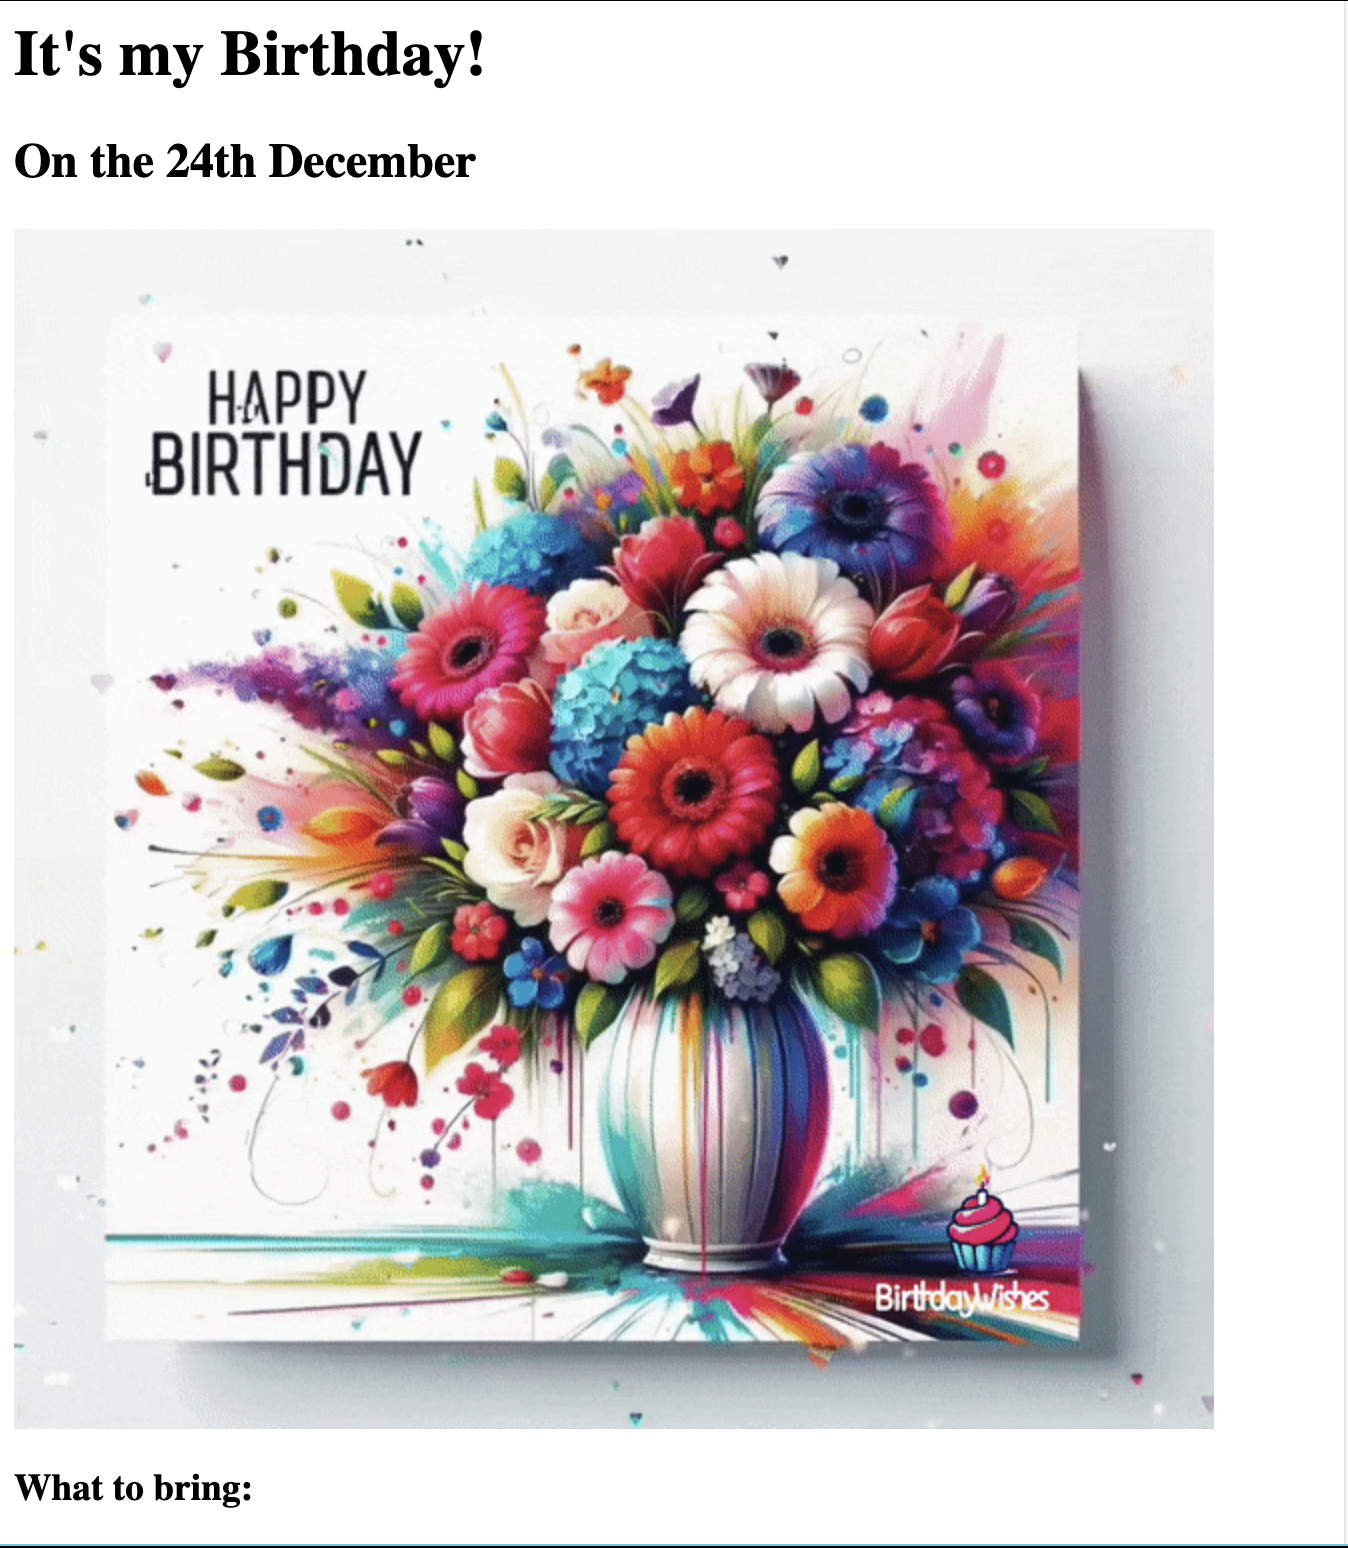 It's my Birthday!
On the 24th December
HAPPY
BIRTHDAY
BirthdayWishes
What to bring: